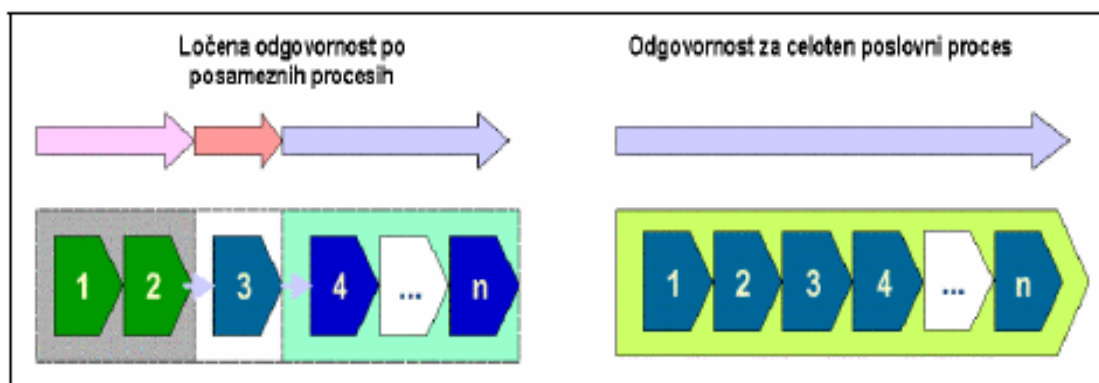 Ločena odgovornost po
posameznih procesih
Odgovornost za celoten poslovni proces
1 2 3 4 ... n
1 2 3 4 ... n